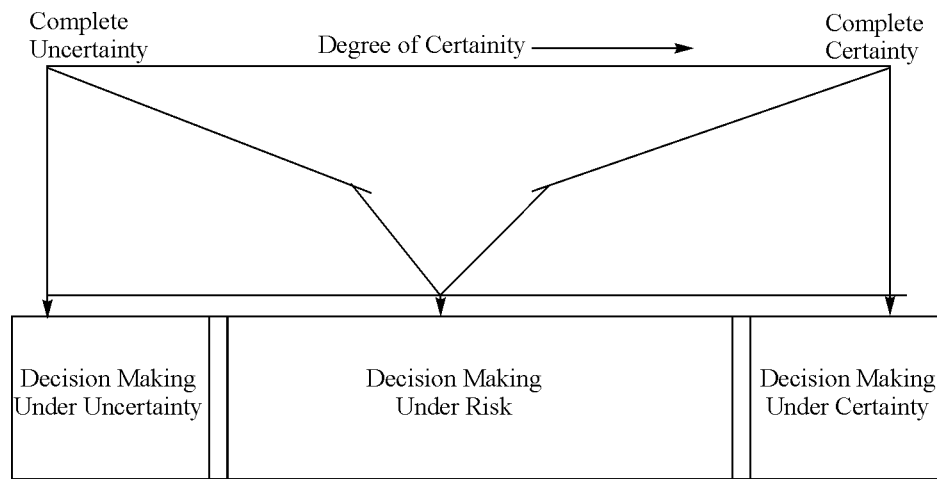 Complete
Uncertainty
Degree of Certainity
Complete
Certainty
Decision Making
Under Uncertainty
Decision Making
Under Risk
Decision Making
Under Certainty